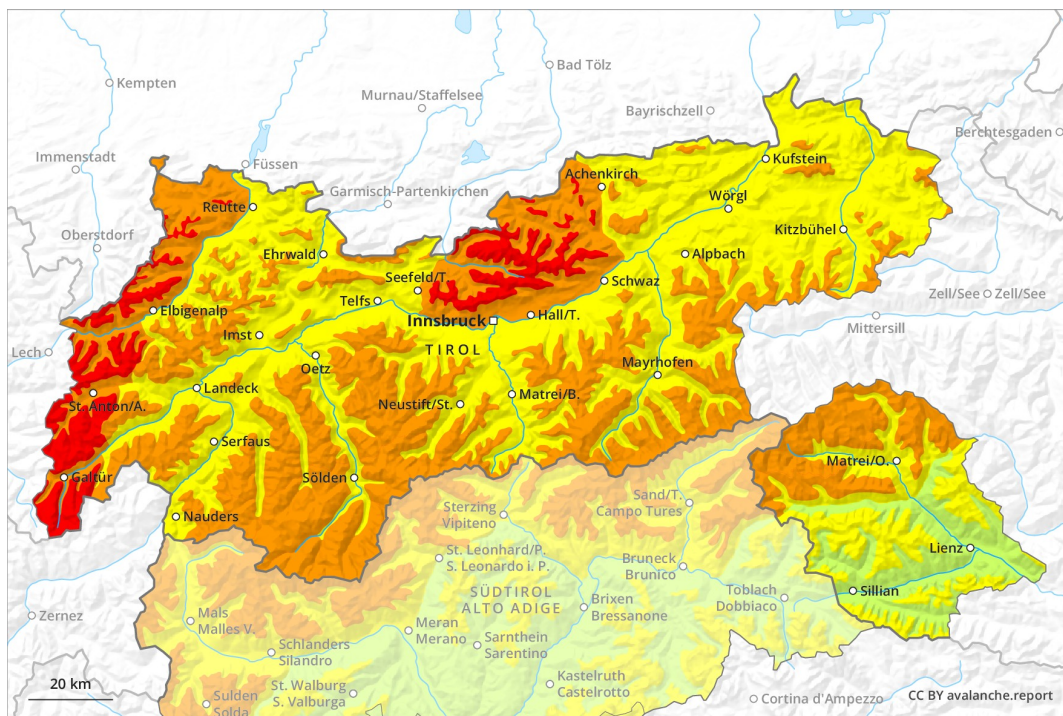 Kempten
Bad Tölz
Murnau/Staffelsee
Bayrischzell
Berchtesgaden
Immenstadt
Füssen
Kufstein
Achenkirch
Garmisch-Partenkirchen
Reutte
Wörgl
Oberstdorf
Kitzbühel
Ehrwald
Alpbach
Seefeld/T.
Schwaz
Zell/See
Zell/See
Telfs
Elbigenalp
Innsbruck
Hall/T.
Mittersill
Imst
Lech
TIROL
Oetz
Mayrhofen
Landeck
St. Anton/A.
Neustift/St.
Matrei/B.
Serfaus
Matrei/O.
Galtür
Sölden
Sand/T.
Campo Tures
Sterzing
Vipiteno
Nauders
Lienz
St. Leonhard/P.
S. Leonardo i. P.
Bruneck
Brunico
SÜDTIROL
ALTO ADIGE
Toblach
Dobbiaco
Sillian
Brixen
Bressanone
Zernez
Mals
Malles V.
Meran
Merano
Sarnthein
Sarentino
Schlanders
Silandro
Kastelruth
Castelrotto
20 km
St. Walburg
S. Valburga
Sulden
Solda
Cortina d'Ampezzo
CC BY avalanche.report